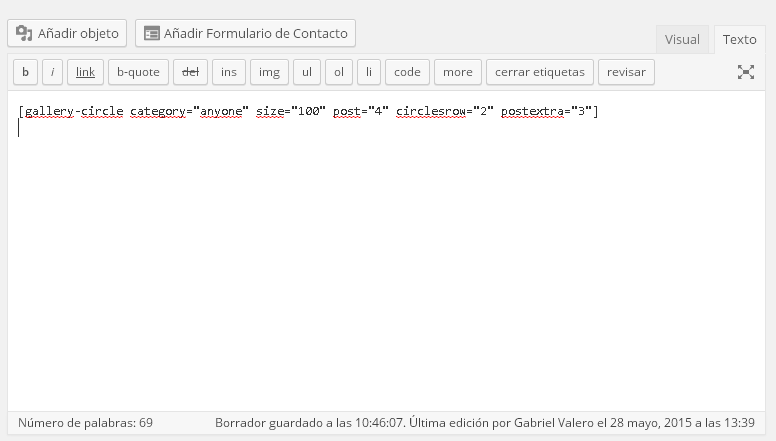 Añadir objeto Añadir Formulario de Contacto
Visual Texto
b i link b-quote del ins img ul ol li code more cerrar etiquetas revisar
[gallery-circle category="anyone" size="100" post="4" circlesrow="2" postextra="3"]
Número de palabras: 69 Borrador guardado a las 10:46:07. Última edición por Gabriel Valero el 28 mayo, 2015 a las 13:39